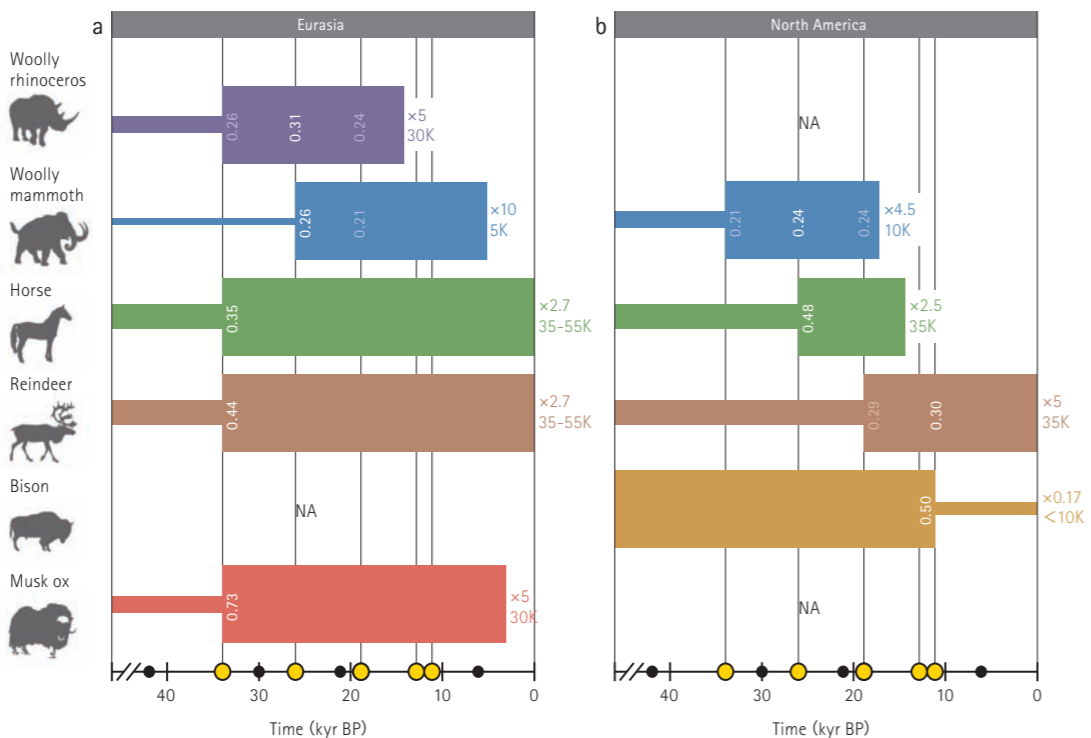 a
Eurasia
b
North America
Woolly
rhinoceros
0.26
0.31
0.24
×5
30K
NA
Woolly
mammoth
0.26
0.21
×10
5K
0.21
0.24
0.24
×4.5
10K
Horse
0.35
×2.7
35-55K
0.48
×2.5
35K
Reindeer
0.44
×2.7
35-55K
0.29
0.30
×5
35K
Bison
NA
0.50
×0.17
<10K
Musk ox
0.73
×5
30K
NA
40 30 20 10 0
40 30 20 10 0
Time (kyr BP)
Time (kyr BP)